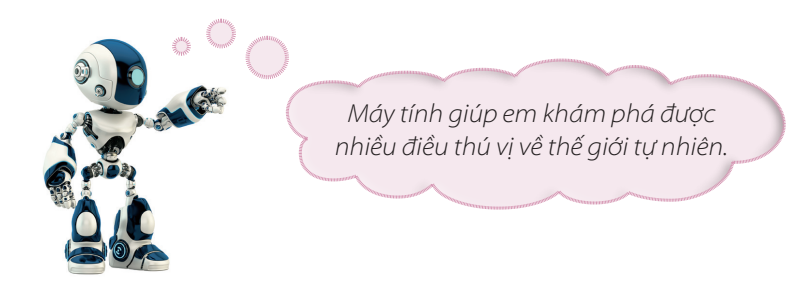 Máy tính giúp em khám phá được
nhiều điều thú vị về thế giới tự nhiên.